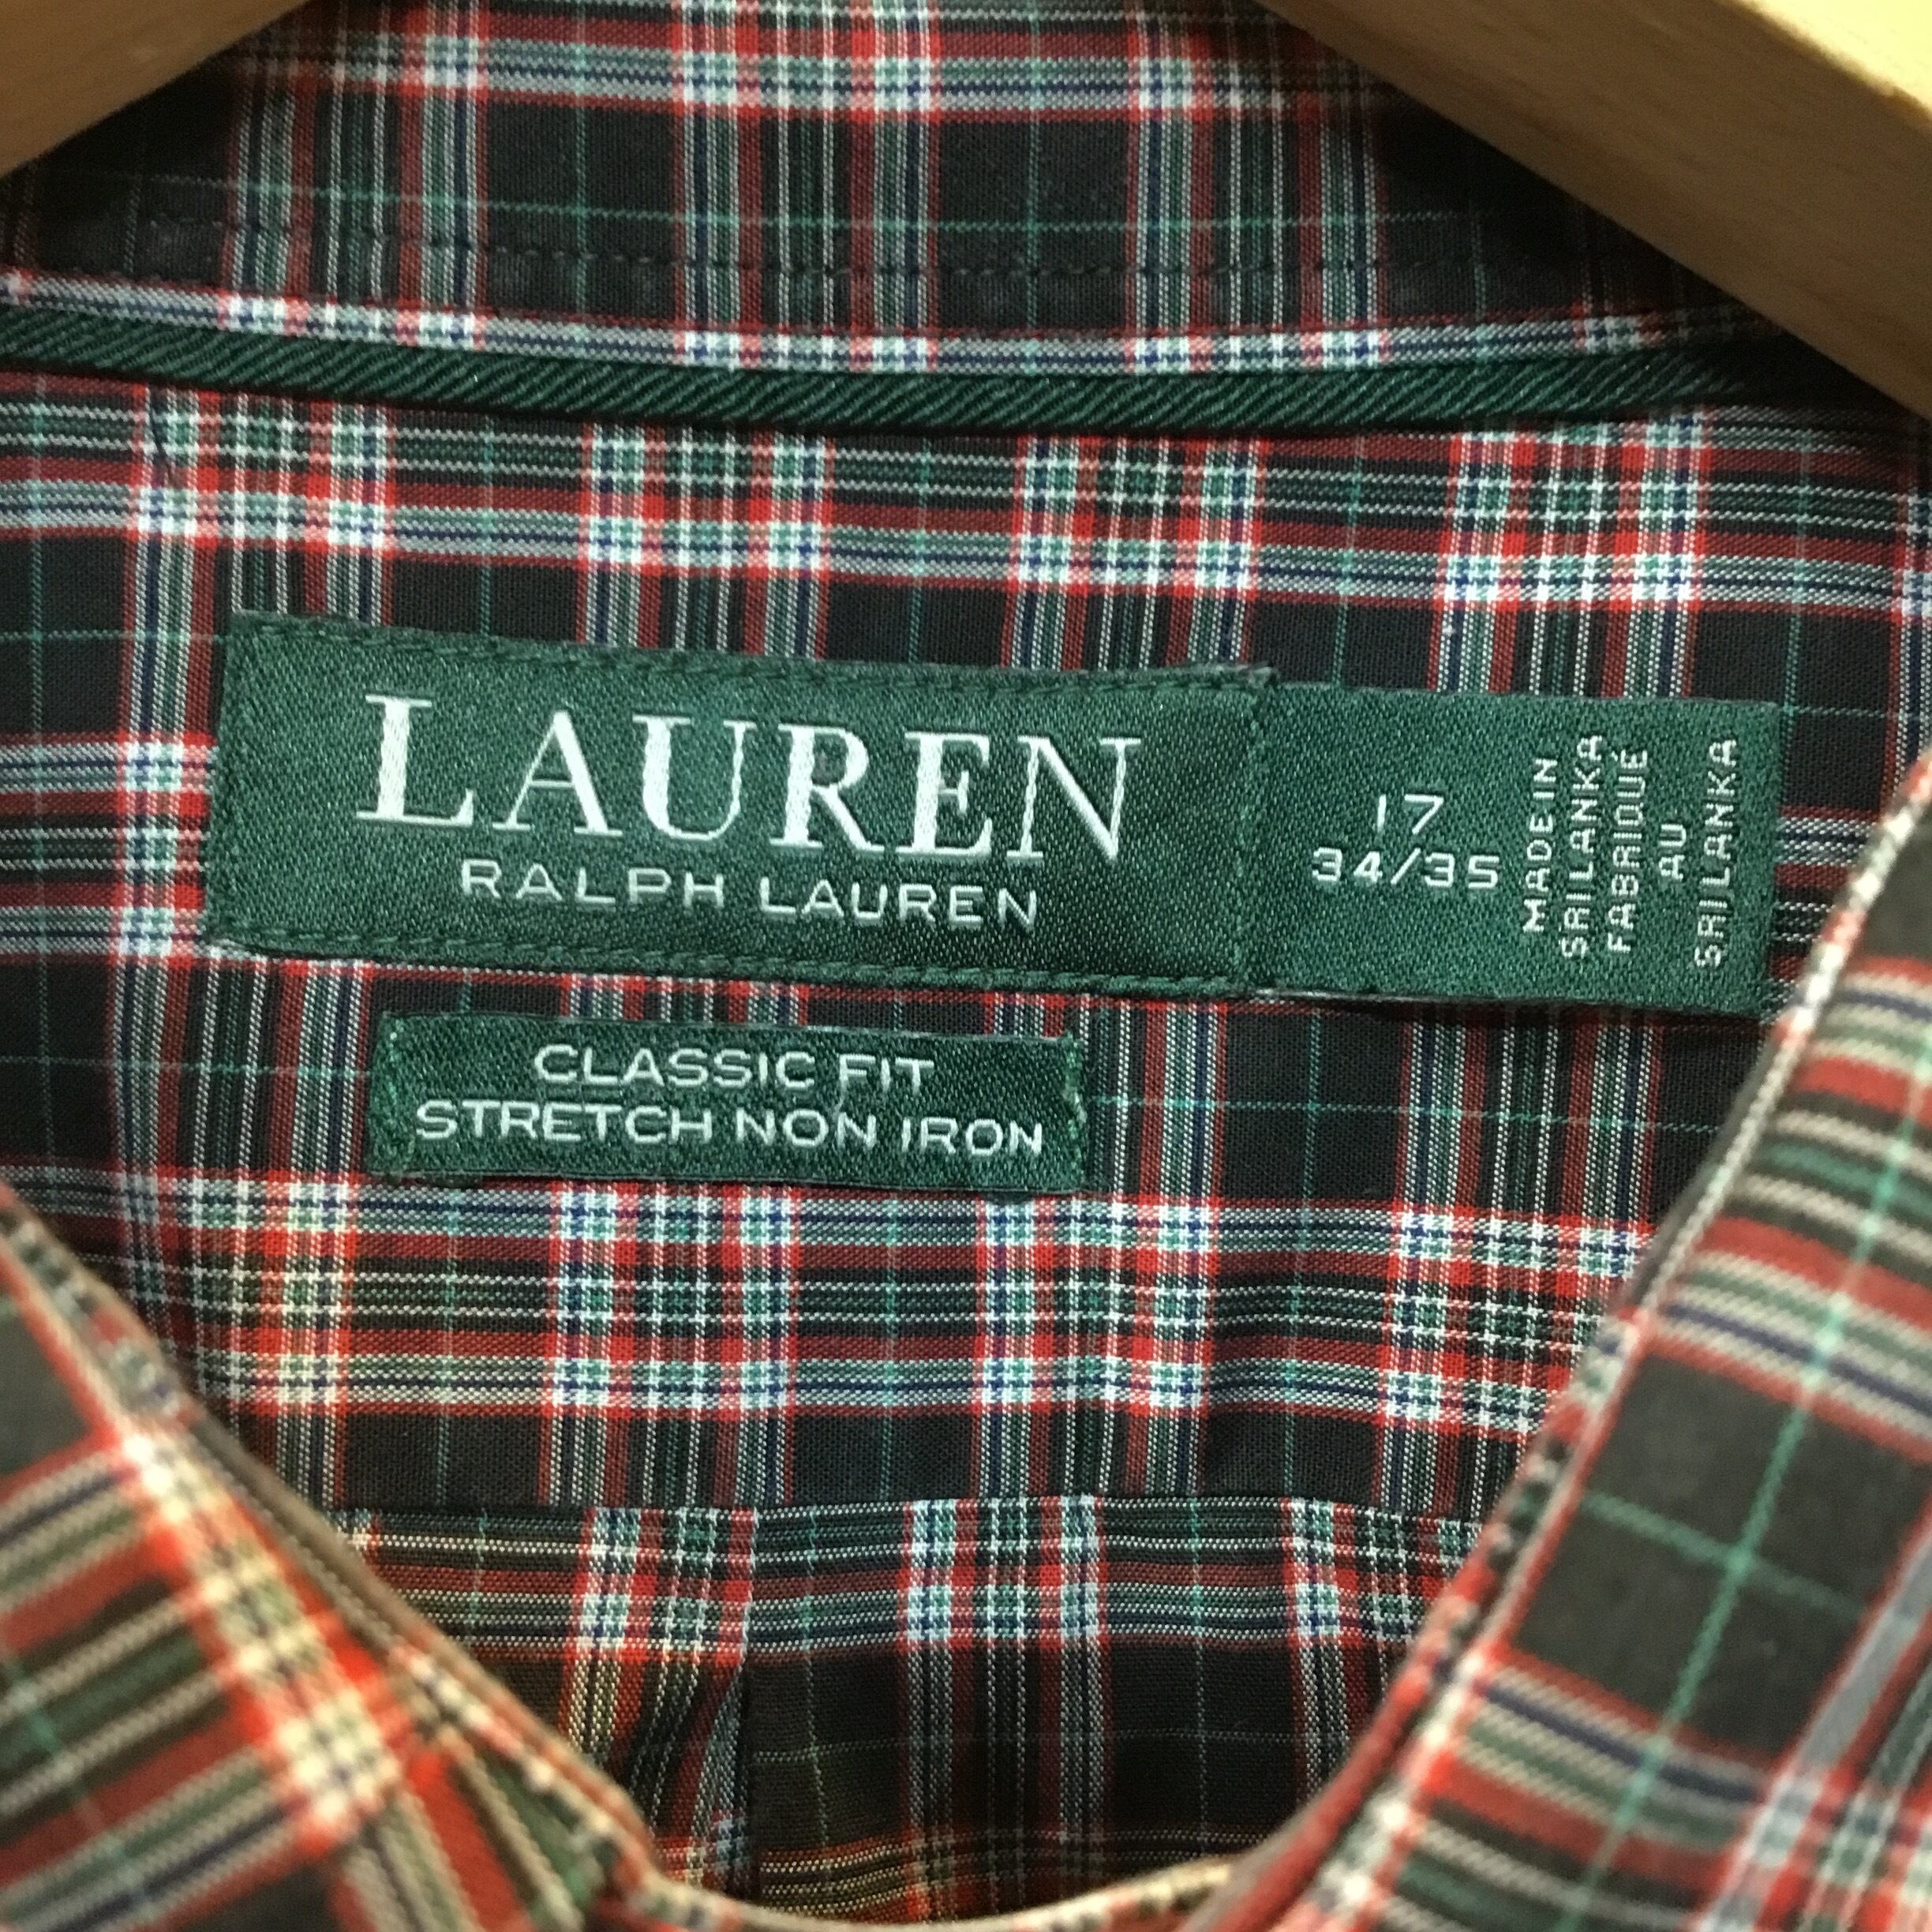 LAUREN
RALPH LAUREN
17
34/35
MADE IN
SRI LANKA
FABRIQUÉ
AU
SRI LANKA
CLASSIC FIT
STRETCH NON IRON